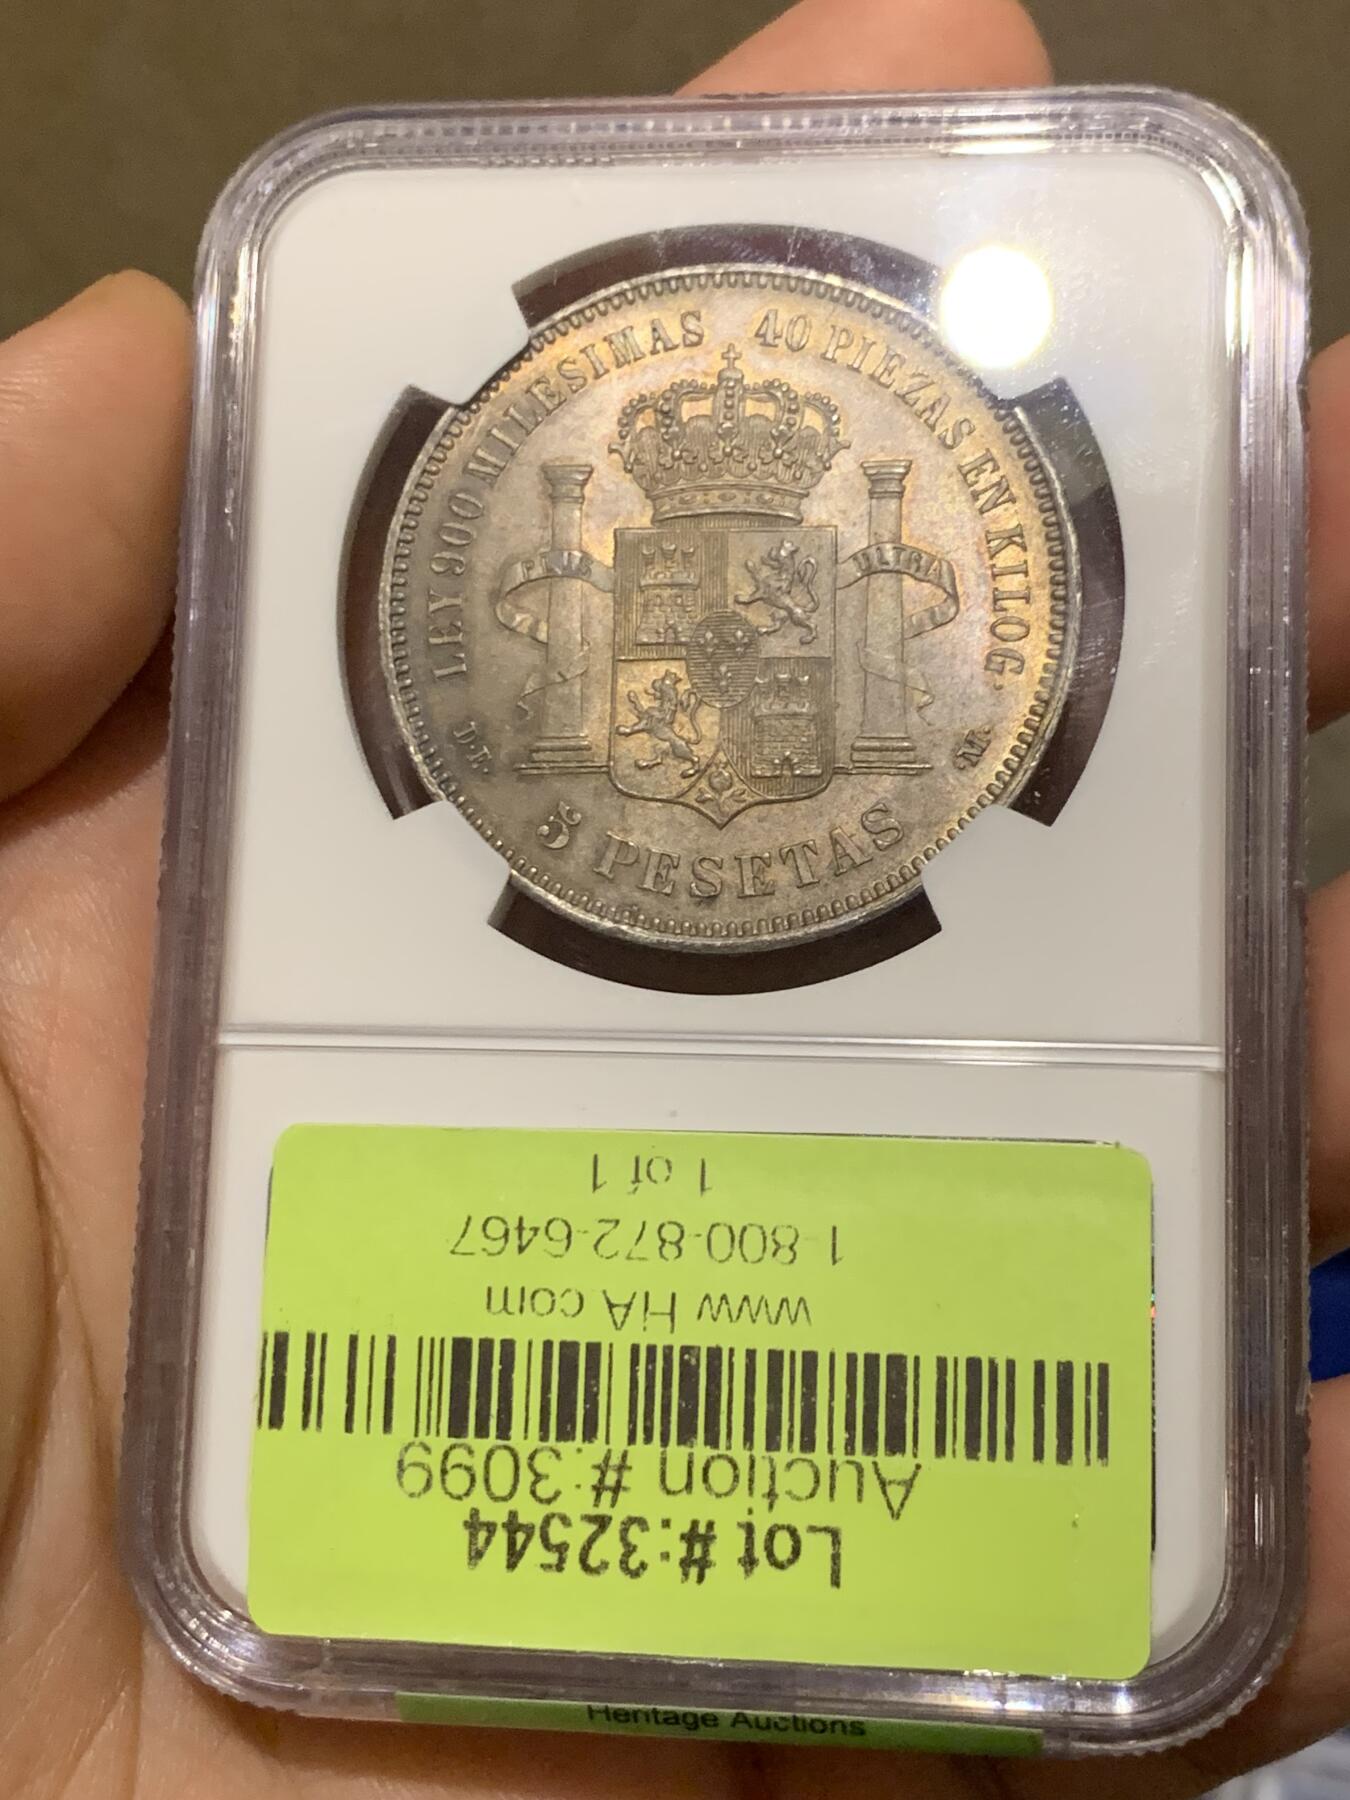 LEY 900 MILESIMAS 40 PIEZAS EN KILOG.
PLUS ULTRA
D.E. .M.
5 PESETAS
Lot #:32544
Auction #:3099
www HA com
1-800-872-6467
1 of 1
Heritage Auctions